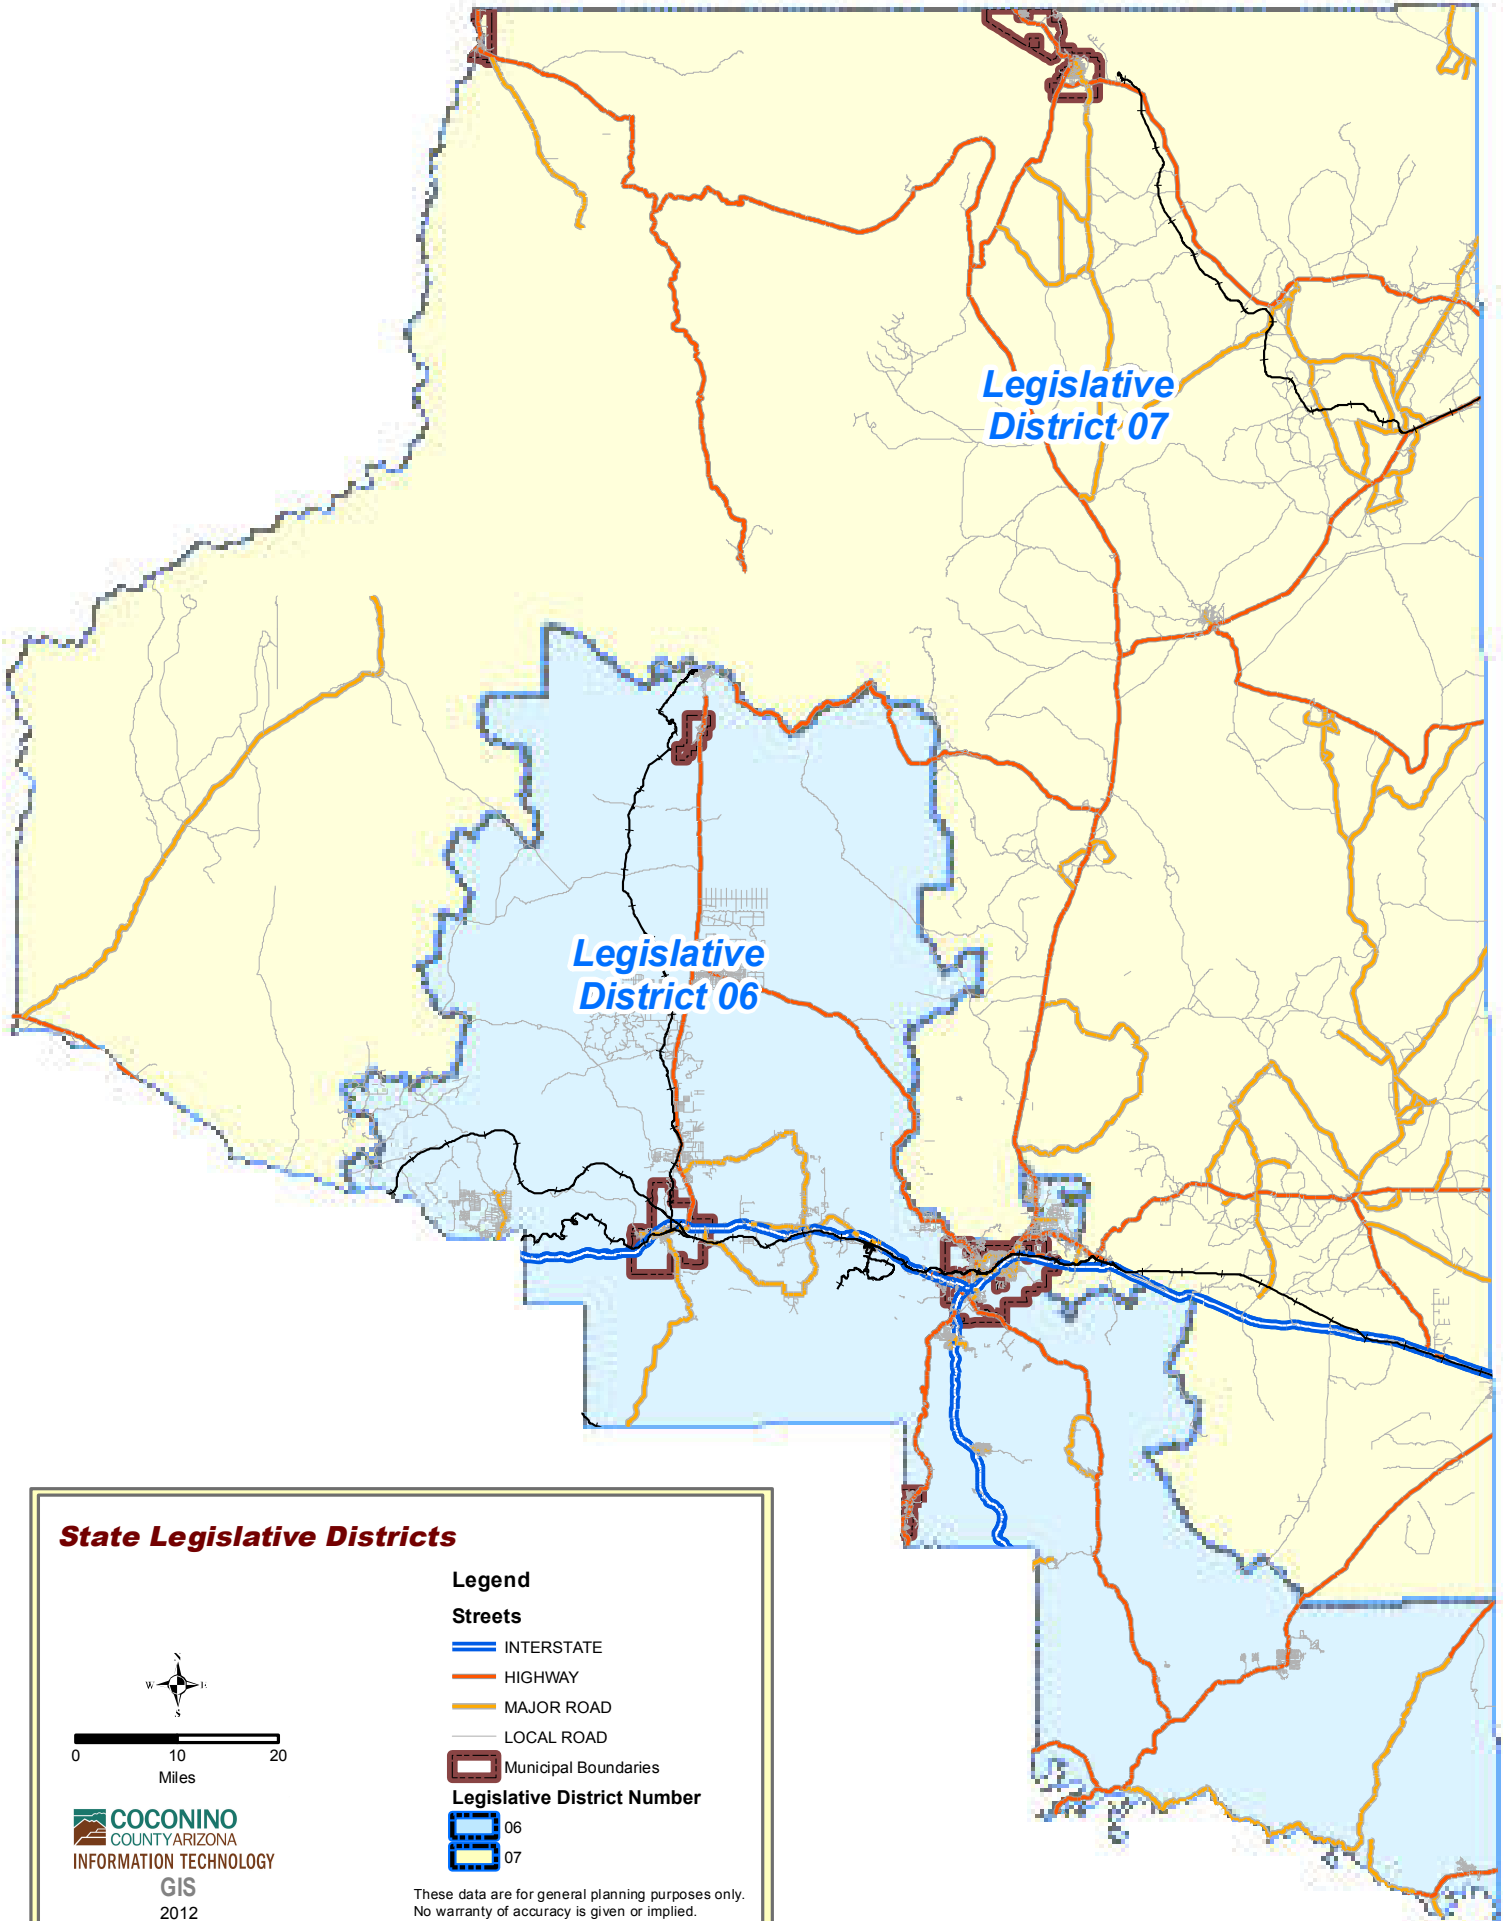 Legislative
District 07
Legislative
District 06
State Legislative Districts
Legend
Streets
INTERSTATE
HIGHWAY
MAJOR ROAD
LOCAL ROAD
Municipal Boundaries
Legislative District Number
06
07
N
W E
S
0 10 20
Miles
COCONINO
COUNTY ARIZONA
INFORMATION TECHNOLOGY
GIS
2012
These data are for general planning purposes only.
No warranty of accuracy is given or implied.